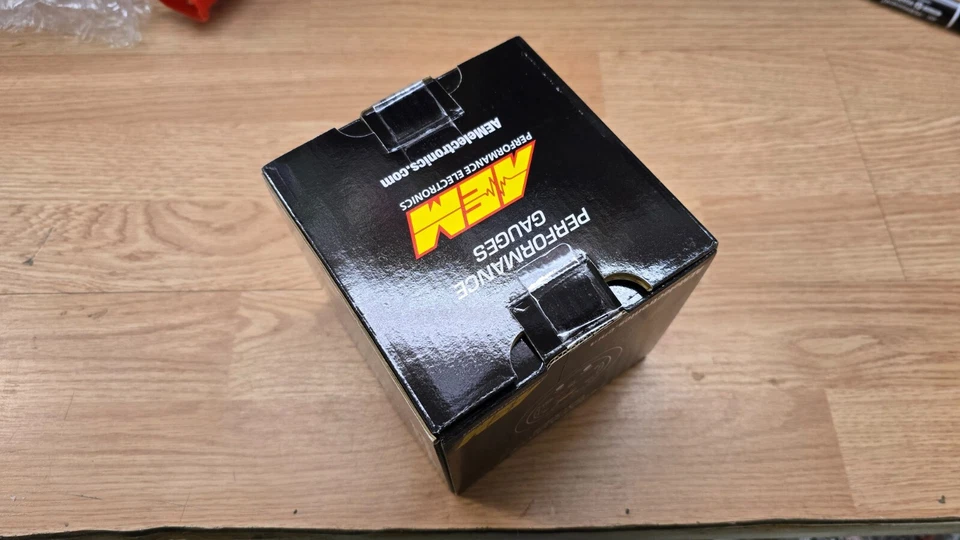 PERFORMANCE
GAUGES
AEM
PERFORMANCE ELECTRONICS
AEMelectronics.com